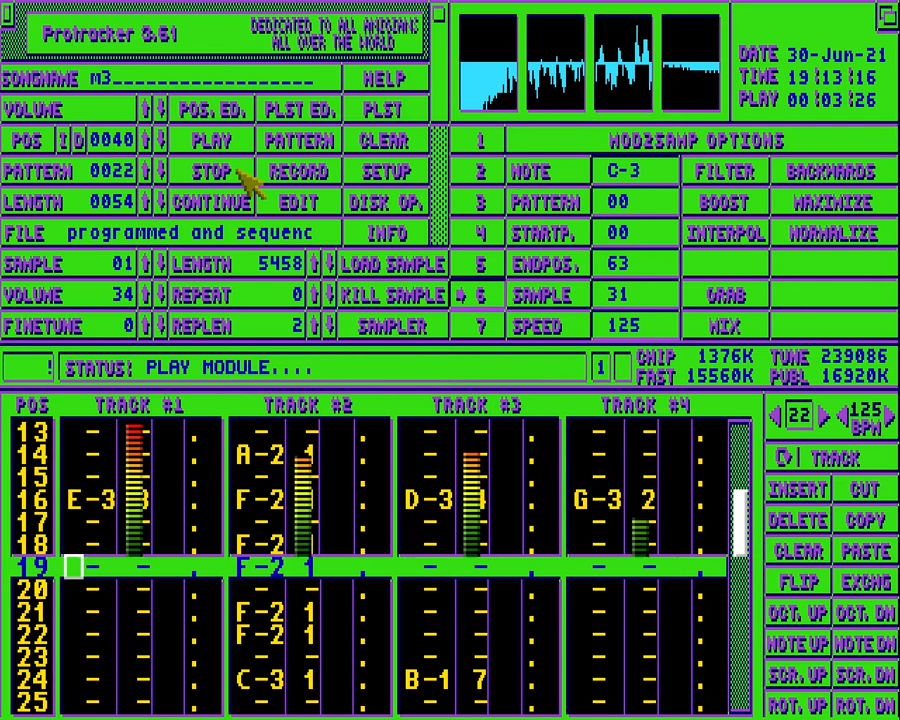 Protracker 3.61 DEDICATED TO ALL AMIGIANS
ALL OVER THE WORLD
SONGNAME m3__________________ HELP
VOLUME POS. ED. PLST ED. PLST
POS I D 0040 PLAY PATTERN CLEAR
PATTERN 0022 STOP RECORD SETUP
LENGTH 0054 CONTINUE EDIT DISK OP.
FILE programmed and sequenc INFO
SAMPLE 01 LENGTH 5458 LOAD SAMPLE
VOLUME 34 REPEAT 0 KILL SAMPLE
FINETUNE 0 REPLEN 2 SAMPLER
DATE 30-Jun-21
TIME 19:13:16
PLAY 00:03:26
1 MOD2SAMP OPTIONS
2 NOTE C-3 FILTER BACKWARDS
3 PATTERN 00 BOOST MAXIMIZE
4 STARTP. 00 INTERPOL NORMALIZE
5 ENDPOS. 63
6 SAMPLE 31 GRAB
7 SPEED 125 MIX
! STATUS: PLAY MODULE.... 1 CHIP 1376K TUNE 239086
FAST 15560K PUBL 16920K
POS TRACK #1 TRACK #2 TRACK #3 TRACK #4
13 - - . - - . - - . - - .
14 - - . A-2 1 . - - . - - .
15 - - . - - . - - . - - .
16 E-3 . F-2 . D-3 . G-3 2 .
17 - - . - - . - - . - - .
18 - - . F-2 . - - . - - .
19 - - . F-2 1 . - - . - - .
20 - - . - - . - - . - - .
21 - - . F-2 1 . - - . - - .
22 - - . F-2 1 . - - . - - .
23 - - . - - . - - . - - .
24 - - . C-3 1 . B-1 7 . - - .
25 - - . - - . - - . - - .
22 125
BPM
TRACK
INSERT CUT
DELETE COPY
CLEAR PASTE
FLIP EXCHG
OCT. UP OCT. DN
NOTE UP NOTE DN
SCR. UP SCR. DN
ROT. UP ROT. DN